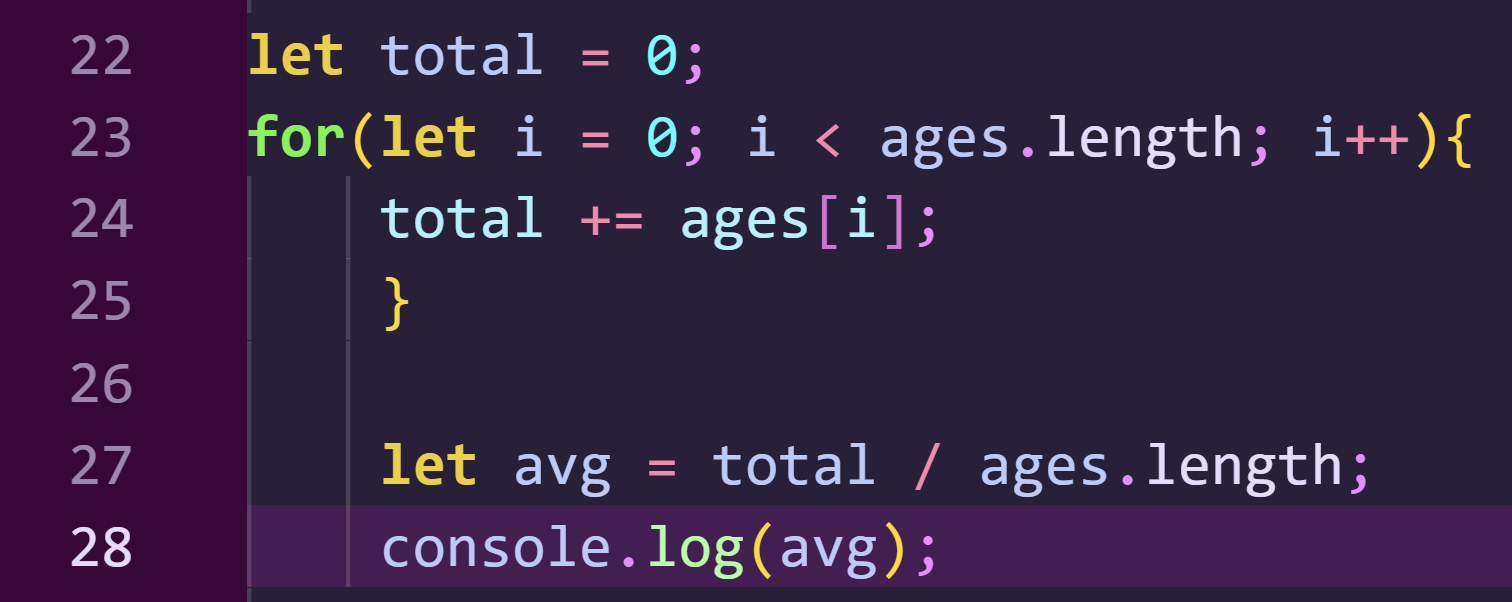 22 let total = 0;
23 for(let i = 0; i < ages.length; i++){
24 total += ages[i];
25 }
26
27 let avg = total / ages.length;
28 console.log(avg);